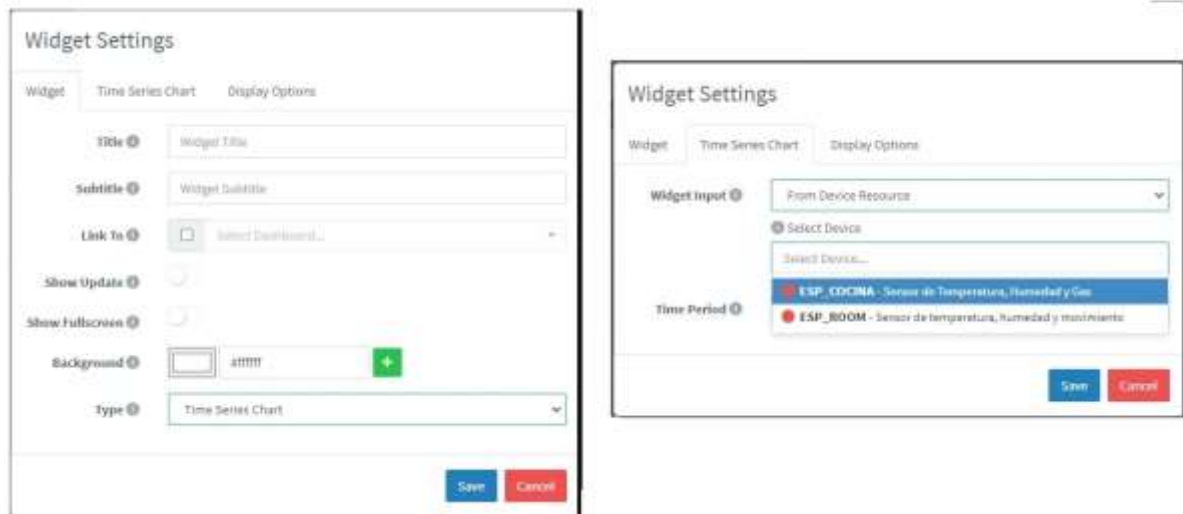 Widget Settings
Widget Time Series Chart Display Options
Title
Widget Title
Subtitle
Widget Subtitle
Link To
Select Dashboard...
Show Update
Show Fullscreen
Background
#ffffff
+
Type
Time Series Chart
Save Cancel
Widget Settings
Widget Time Series Chart Display Options
Widget Input
From Device Resource
Select Device
Select Device...
ESP_COCINA - Sensor de Temperatura, Humedad y Gas
Time Period
ESP_ROOM - Sensor de temperatura, humedad y movimiento
Save Cancel